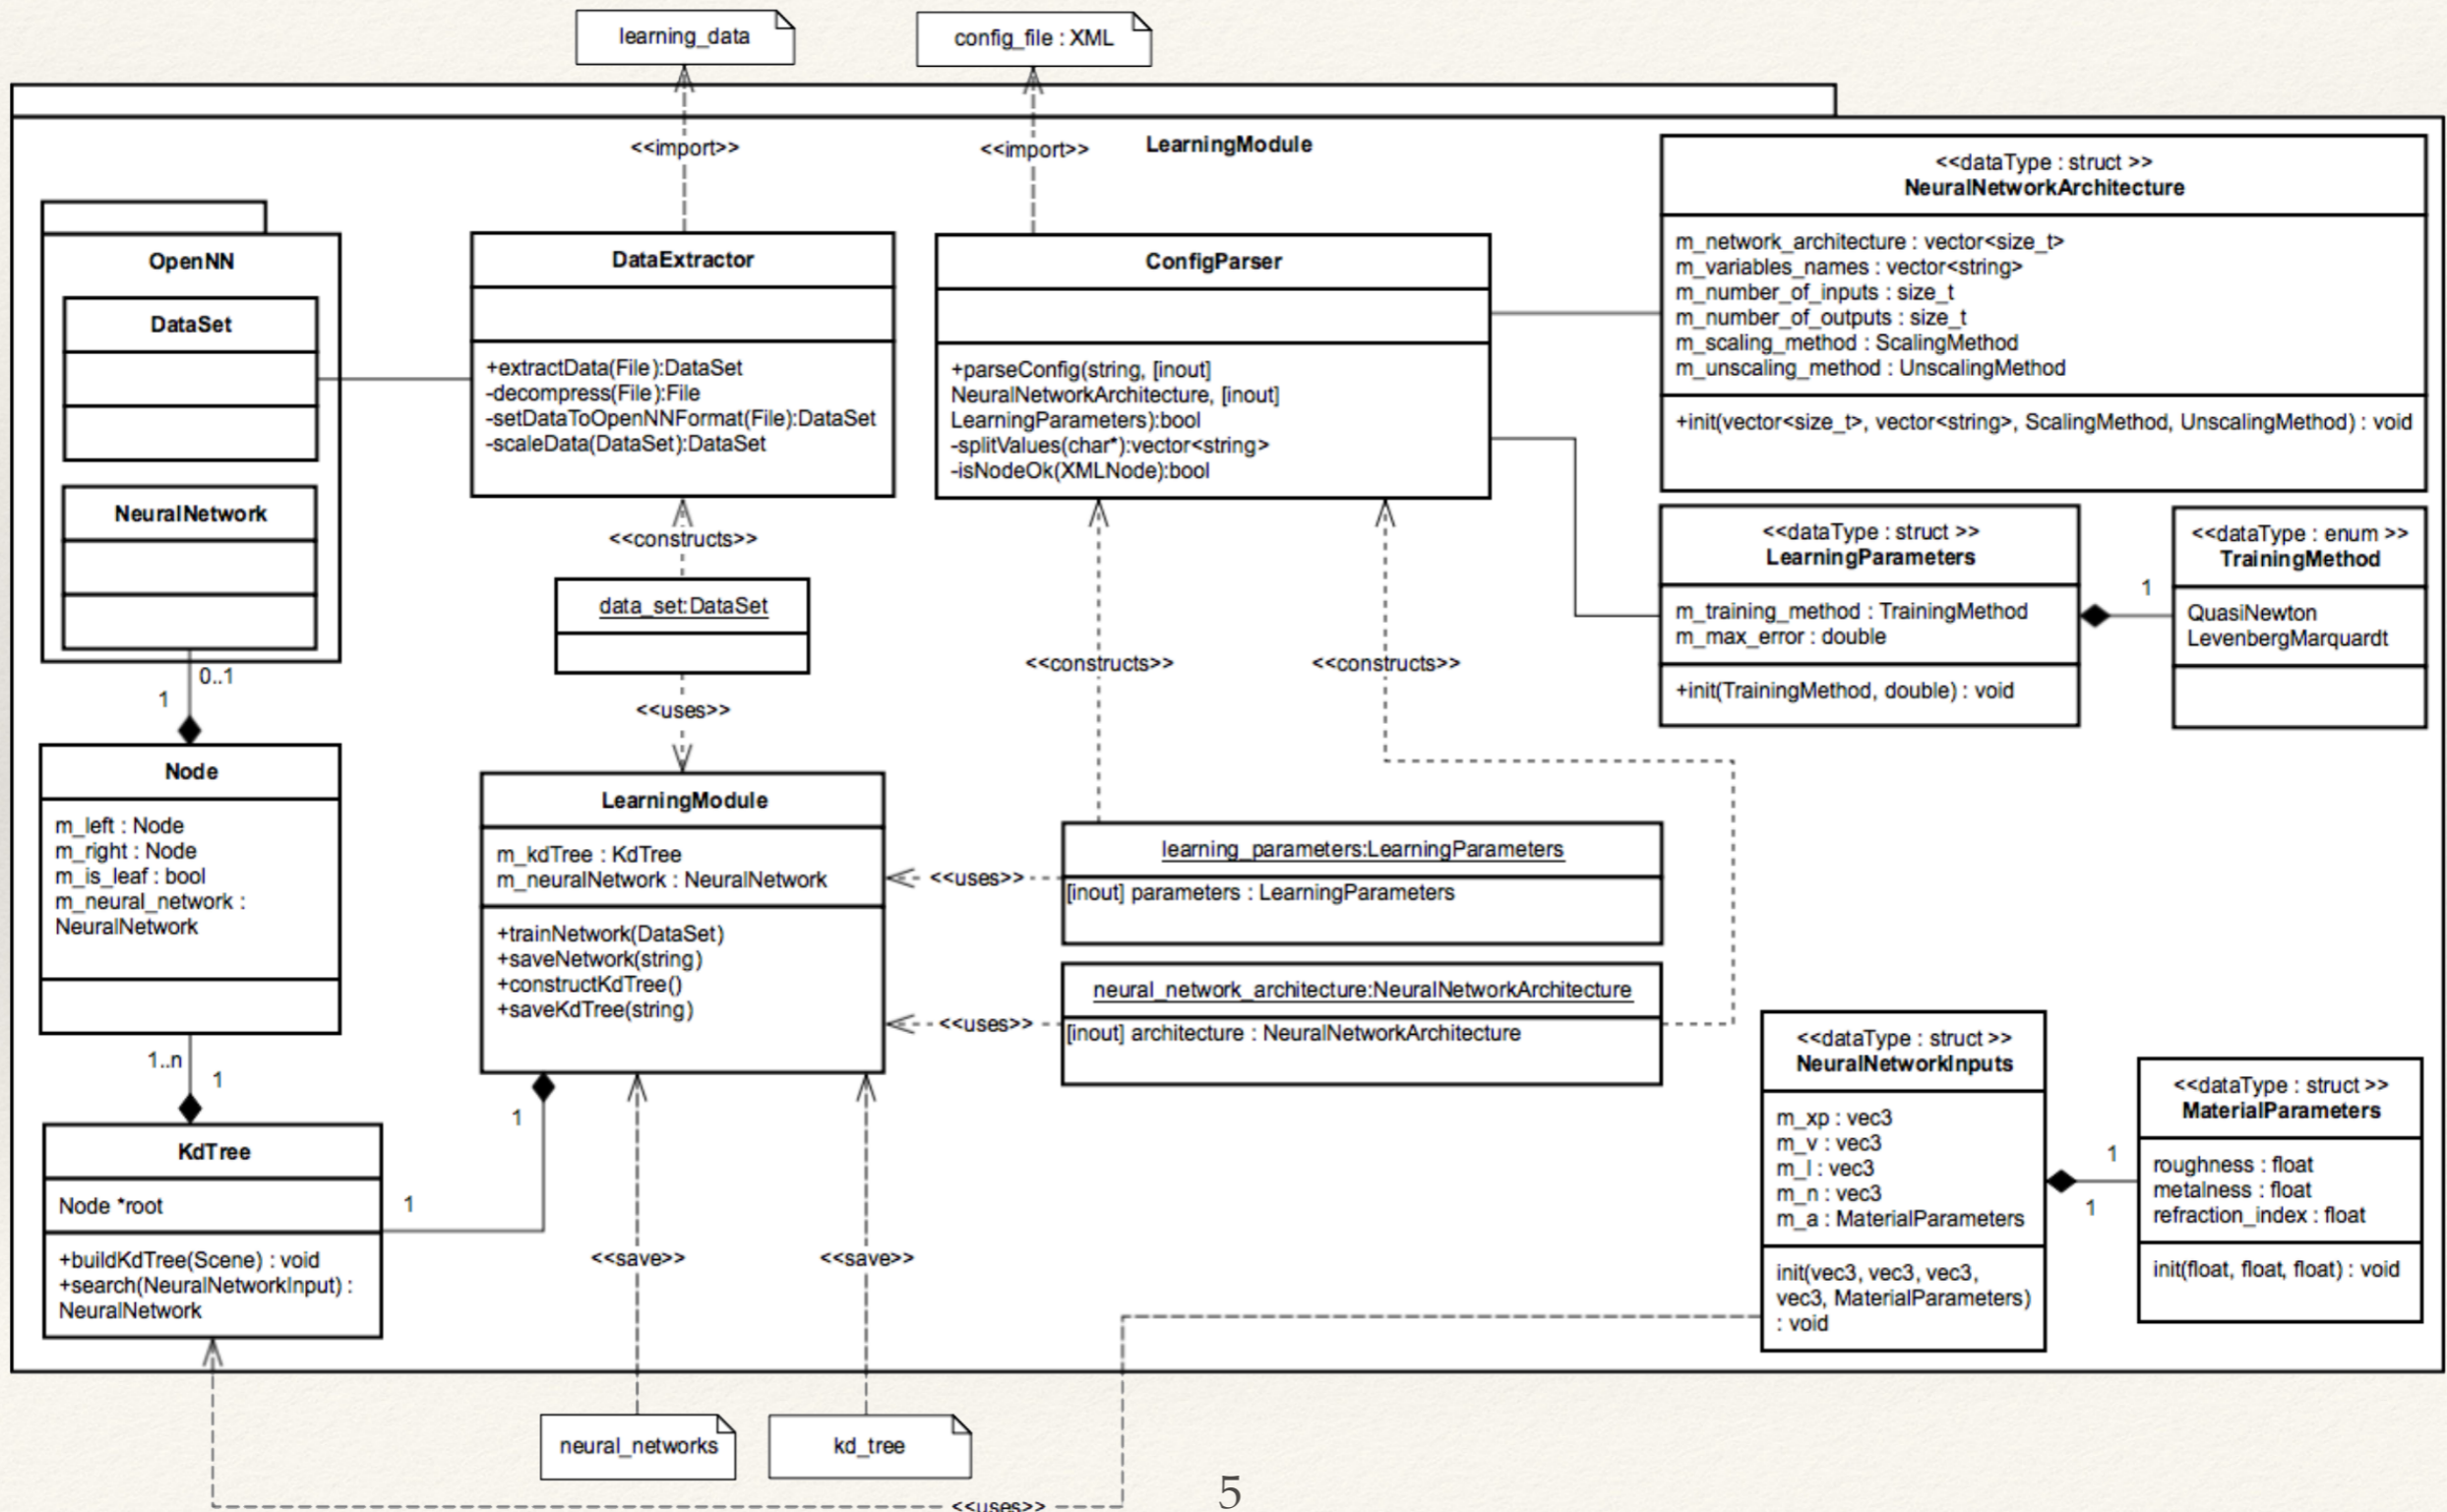 learning_data
config_file : XML
<<import>>
<<import>>
LearningModule
OpenNN
DataSet
NeuralNetwork
0..1
1
DataExtractor
+extractData(File):DataSet
-decompress(File):File
-setDataToOpenNNFormat(File):DataSet
-scaleData(DataSet):DataSet
ConfigParser
+parseConfig(string, [inout]
NeuralNetworkArchitecture, [inout]
LearningParameters):bool
-splitValues(char*):vector<string>
-isNodeOk(XMLNode):bool
<<dataType : struct >>
NeuralNetworkArchitecture
m_network_architecture : vector<size_t>
m_variables_names : vector<string>
m_number_of_inputs : size_t
m_number_of_outputs : size_t
m_scaling_method : ScalingMethod
m_unscaling_method : UnscalingMethod
+init(vector<size_t>, vector<string>, ScalingMethod, UnscalingMethod) : void
<<constructs>>
data_set:DataSet
<<uses>>
<<constructs>>
<<constructs>>
<<dataType : struct >>
LearningParameters
m_training_method : TrainingMethod
m_max_error : double
+init(TrainingMethod, double) : void
1
<<dataType : enum >>
TrainingMethod
QuasiNewton
LevenbergMarquardt
Node
m_left : Node
m_right : Node
m_is_leaf : bool
m_neural_network :
NeuralNetwork
1..n
1
LearningModule
m_kdTree : KdTree
m_neuralNetwork : NeuralNetwork
+trainNetwork(DataSet)
+saveNetwork(string)
+constructKdTree()
+saveKdTree(string)
<<uses>>
learning_parameters:LearningParameters
[inout] parameters : LearningParameters
<<uses>>
neural_network_architecture:NeuralNetworkArchitecture
[inout] architecture : NeuralNetworkArchitecture
KdTree
Node *root
+buildKdTree(Scene) : void
+search(NeuralNetworkInput) :
NeuralNetwork
1
1
<<save>>
<<save>>
<<dataType : struct >>
NeuralNetworkInputs
m_xp : vec3
m_v : vec3
m_l : vec3
m_n : vec3
m_a : MaterialParameters
init(vec3, vec3, vec3,
vec3, MaterialParameters)
: void
1
1
<<dataType : struct >>
MaterialParameters
roughness : float
metalness : float
refraction_index : float
init(float, float, float) : void
neural_networks
kd_tree
<<uses>>
5